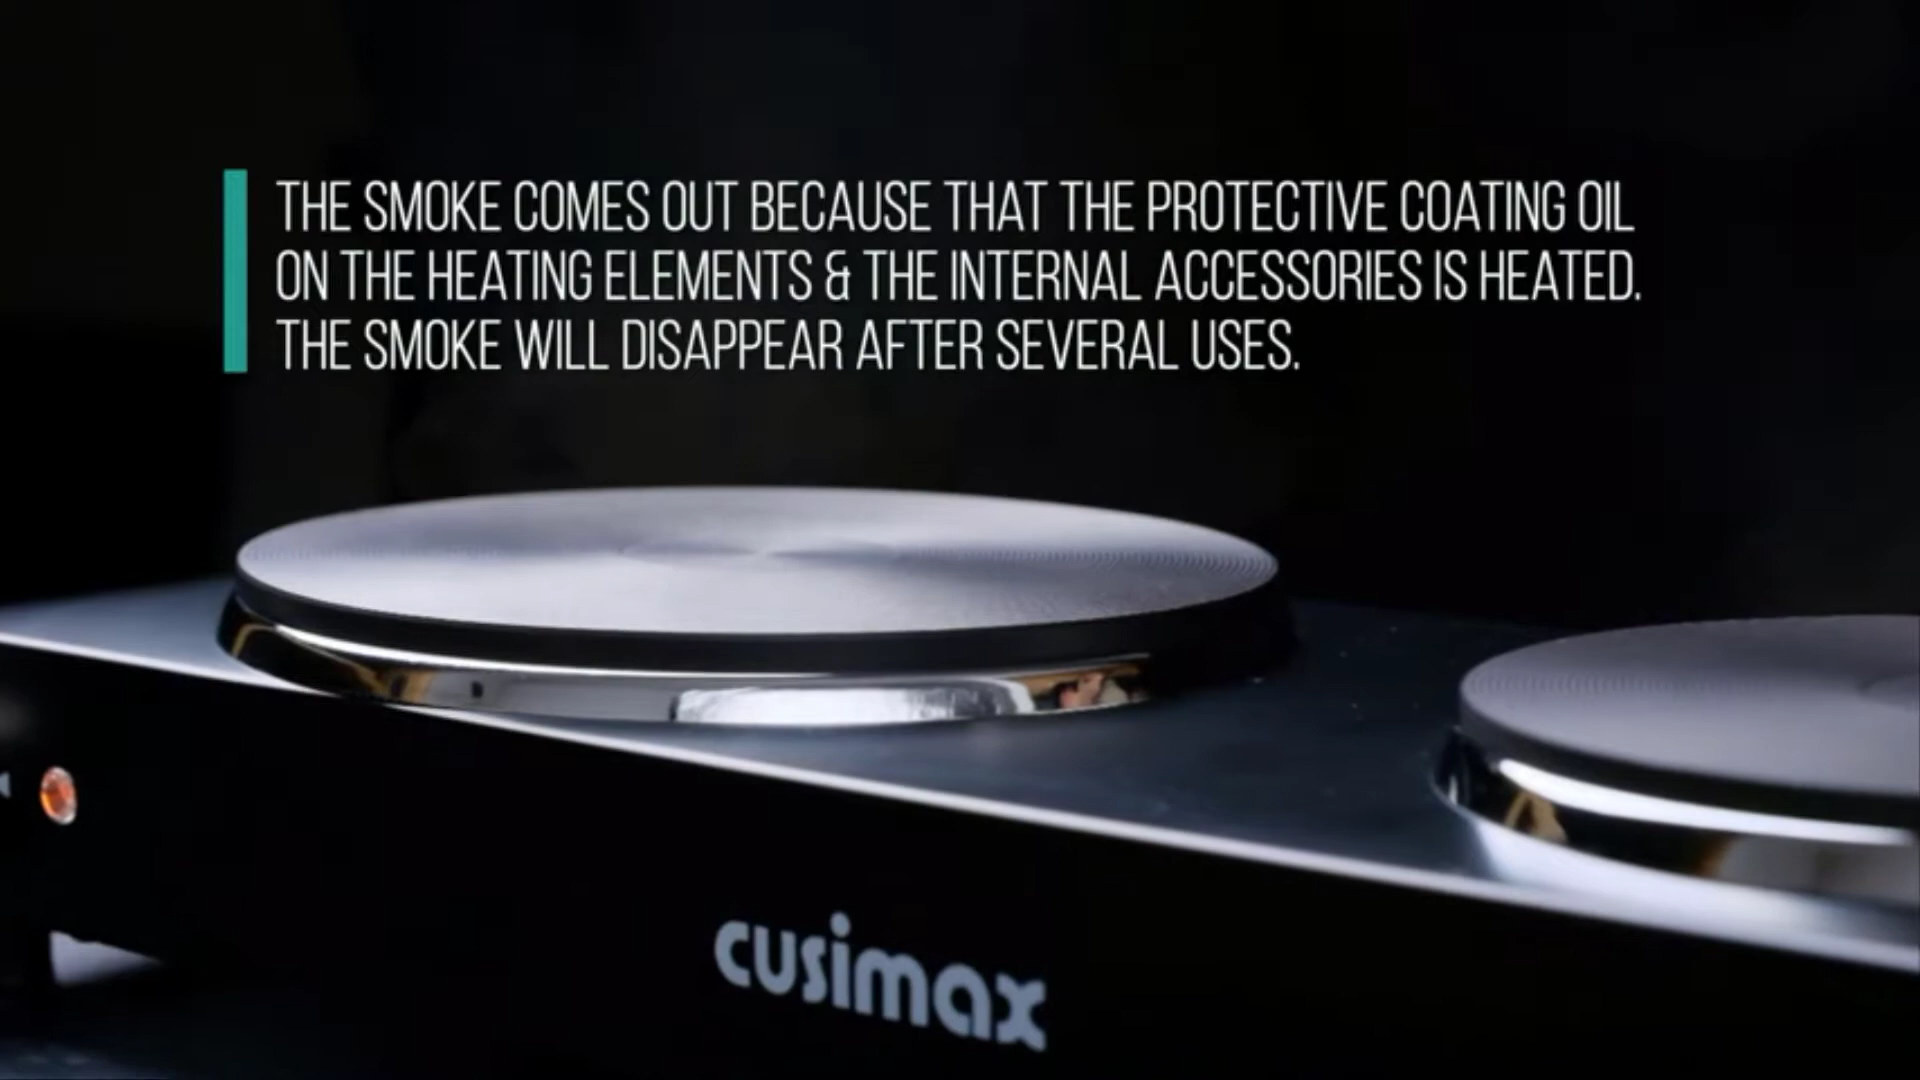 THE SMOKE COMES OUT BECAUSE THAT THE PROTECTIVE COATING OIL
ON THE HEATING ELEMENTS & THE INTERNAL ACCESSORIES IS HEATED.
THE SMOKE WILL DISAPPEAR AFTER SEVERAL USES.
cusimax